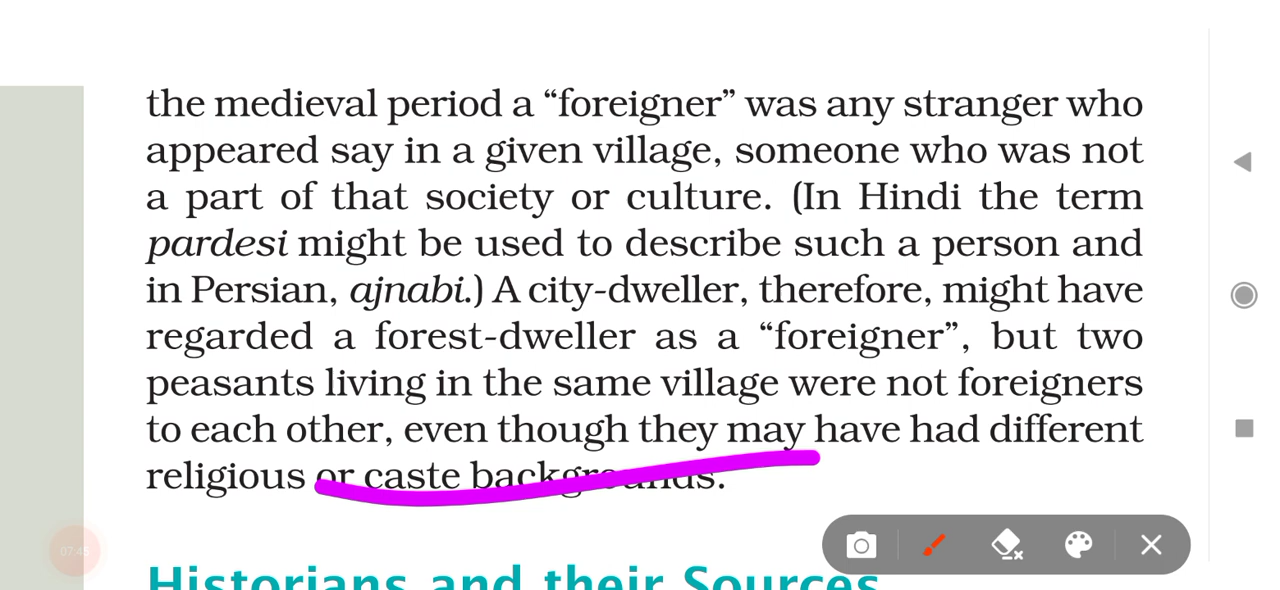 the medieval period a “foreigner” was any stranger who
appeared say in a given village, someone who was not
a part of that society or culture. (In Hindi the term
pardesi might be used to describe such a person and
in Persian, ajnabi.) A city-dweller, therefore, might have
regarded a forest-dweller as a “foreigner”, but two
peasants living in the same village were not foreigners
to each other, even though they may have had different
religious or caste backgrounds.
07:45
Historians and their Sources